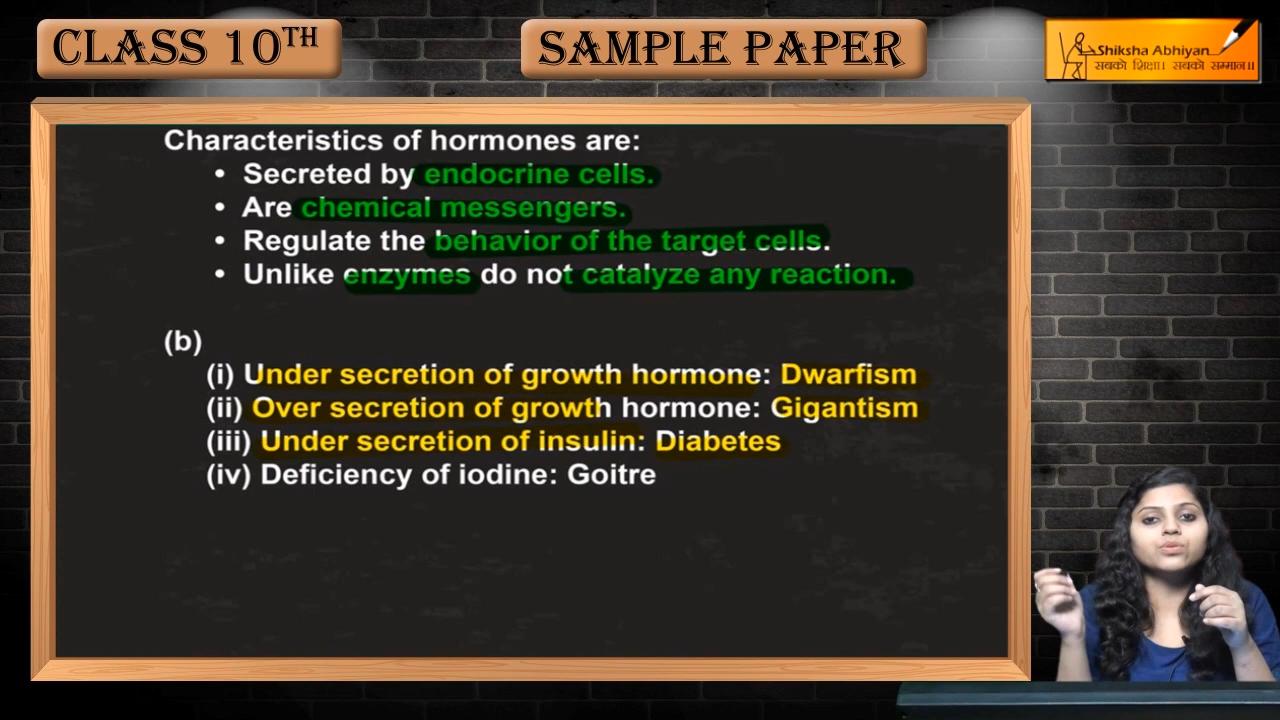 CLASS 10TH
SAMPLE PAPER
Shiksha Abhiyan
सबको शिक्षा। सबको सम्मान॥
Characteristics of hormones are:
• Secreted by endocrine cells.
• Are chemical messengers.
• Regulate the behavior of the target cells.
• Unlike enzymes do not catalyze any reaction.
(b)
(i) Under secretion of growth hormone: Dwarfism
(ii) Over secretion of growth hormone: Gigantism
(iii) Under secretion of insulin: Diabetes
(iv) Deficiency of iodine: Goitre